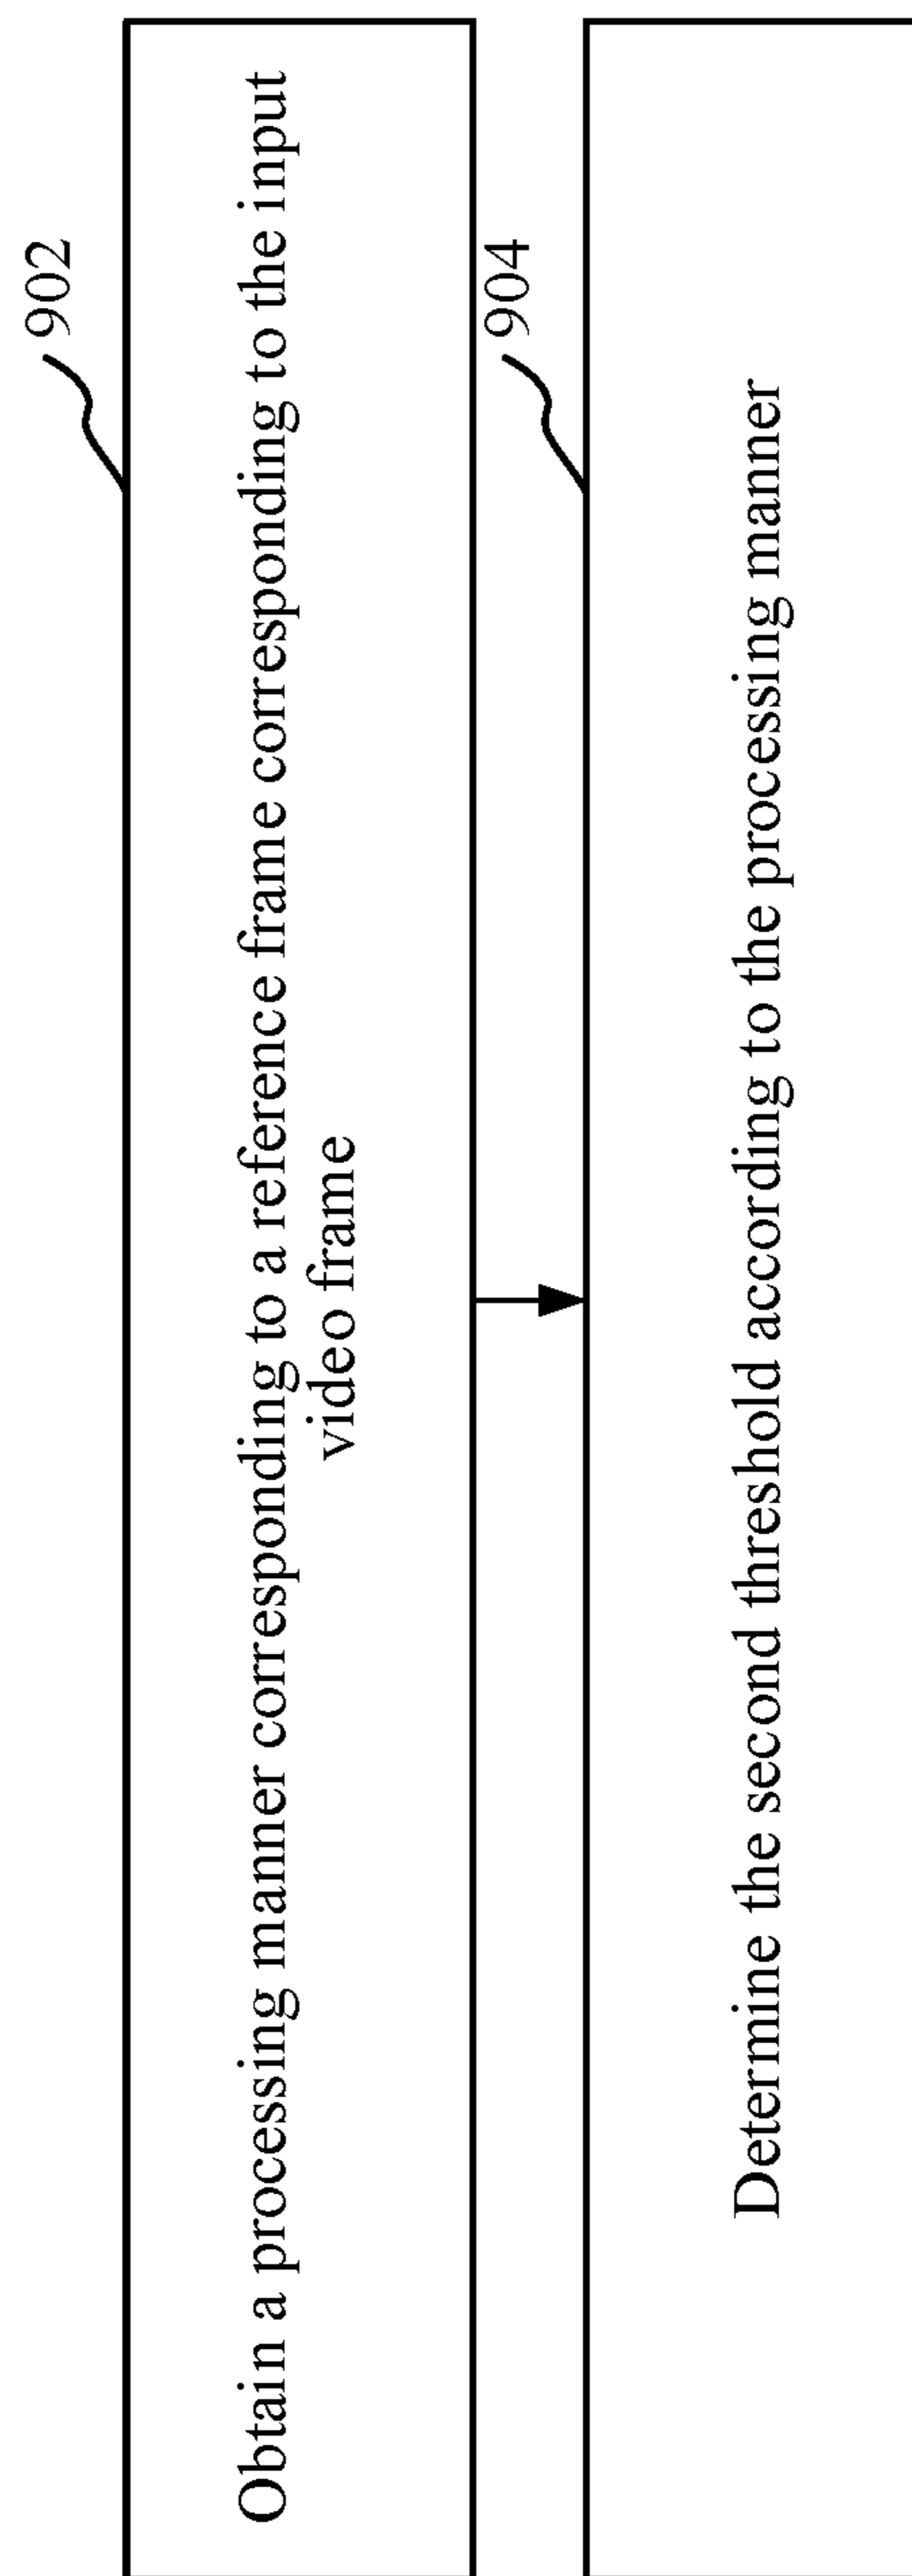 902
Obtain a processing manner corresponding to a reference frame corresponding to the input
video frame
904
Determine the second threshold according to the processing manner